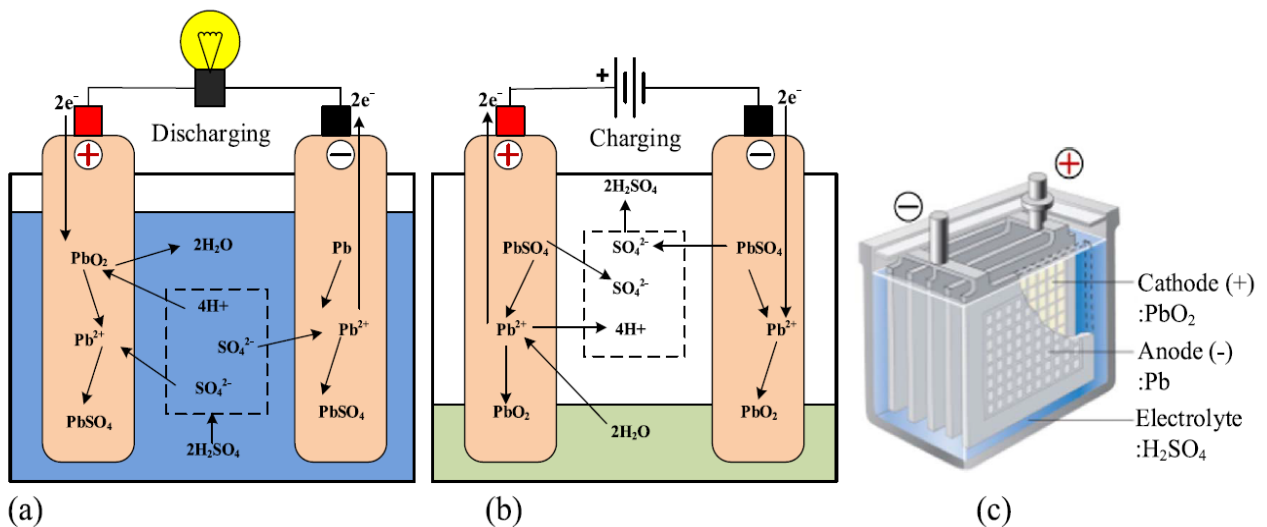 2e⁻
2e⁻
Discharging
+
−
PbO₂
2H₂O
Pb
4H+
Pb²⁺
SO₄²⁻
Pb²⁺
SO₄²⁻
PbSO₄
PbSO₄
2H₂SO₄
(a)
+
2e⁻
2e⁻
Charging
+
−
2H₂SO₄
PbSO₄
SO₄²⁻
PbSO₄
SO₄²⁻
Pb²⁺
4H+
Pb²⁺
PbO₂
PbO₂
2H₂O
(b)
+
−
Cathode (+)
:PbO₂
Anode (-)
:Pb
Electrolyte
:H₂SO₄
(c)